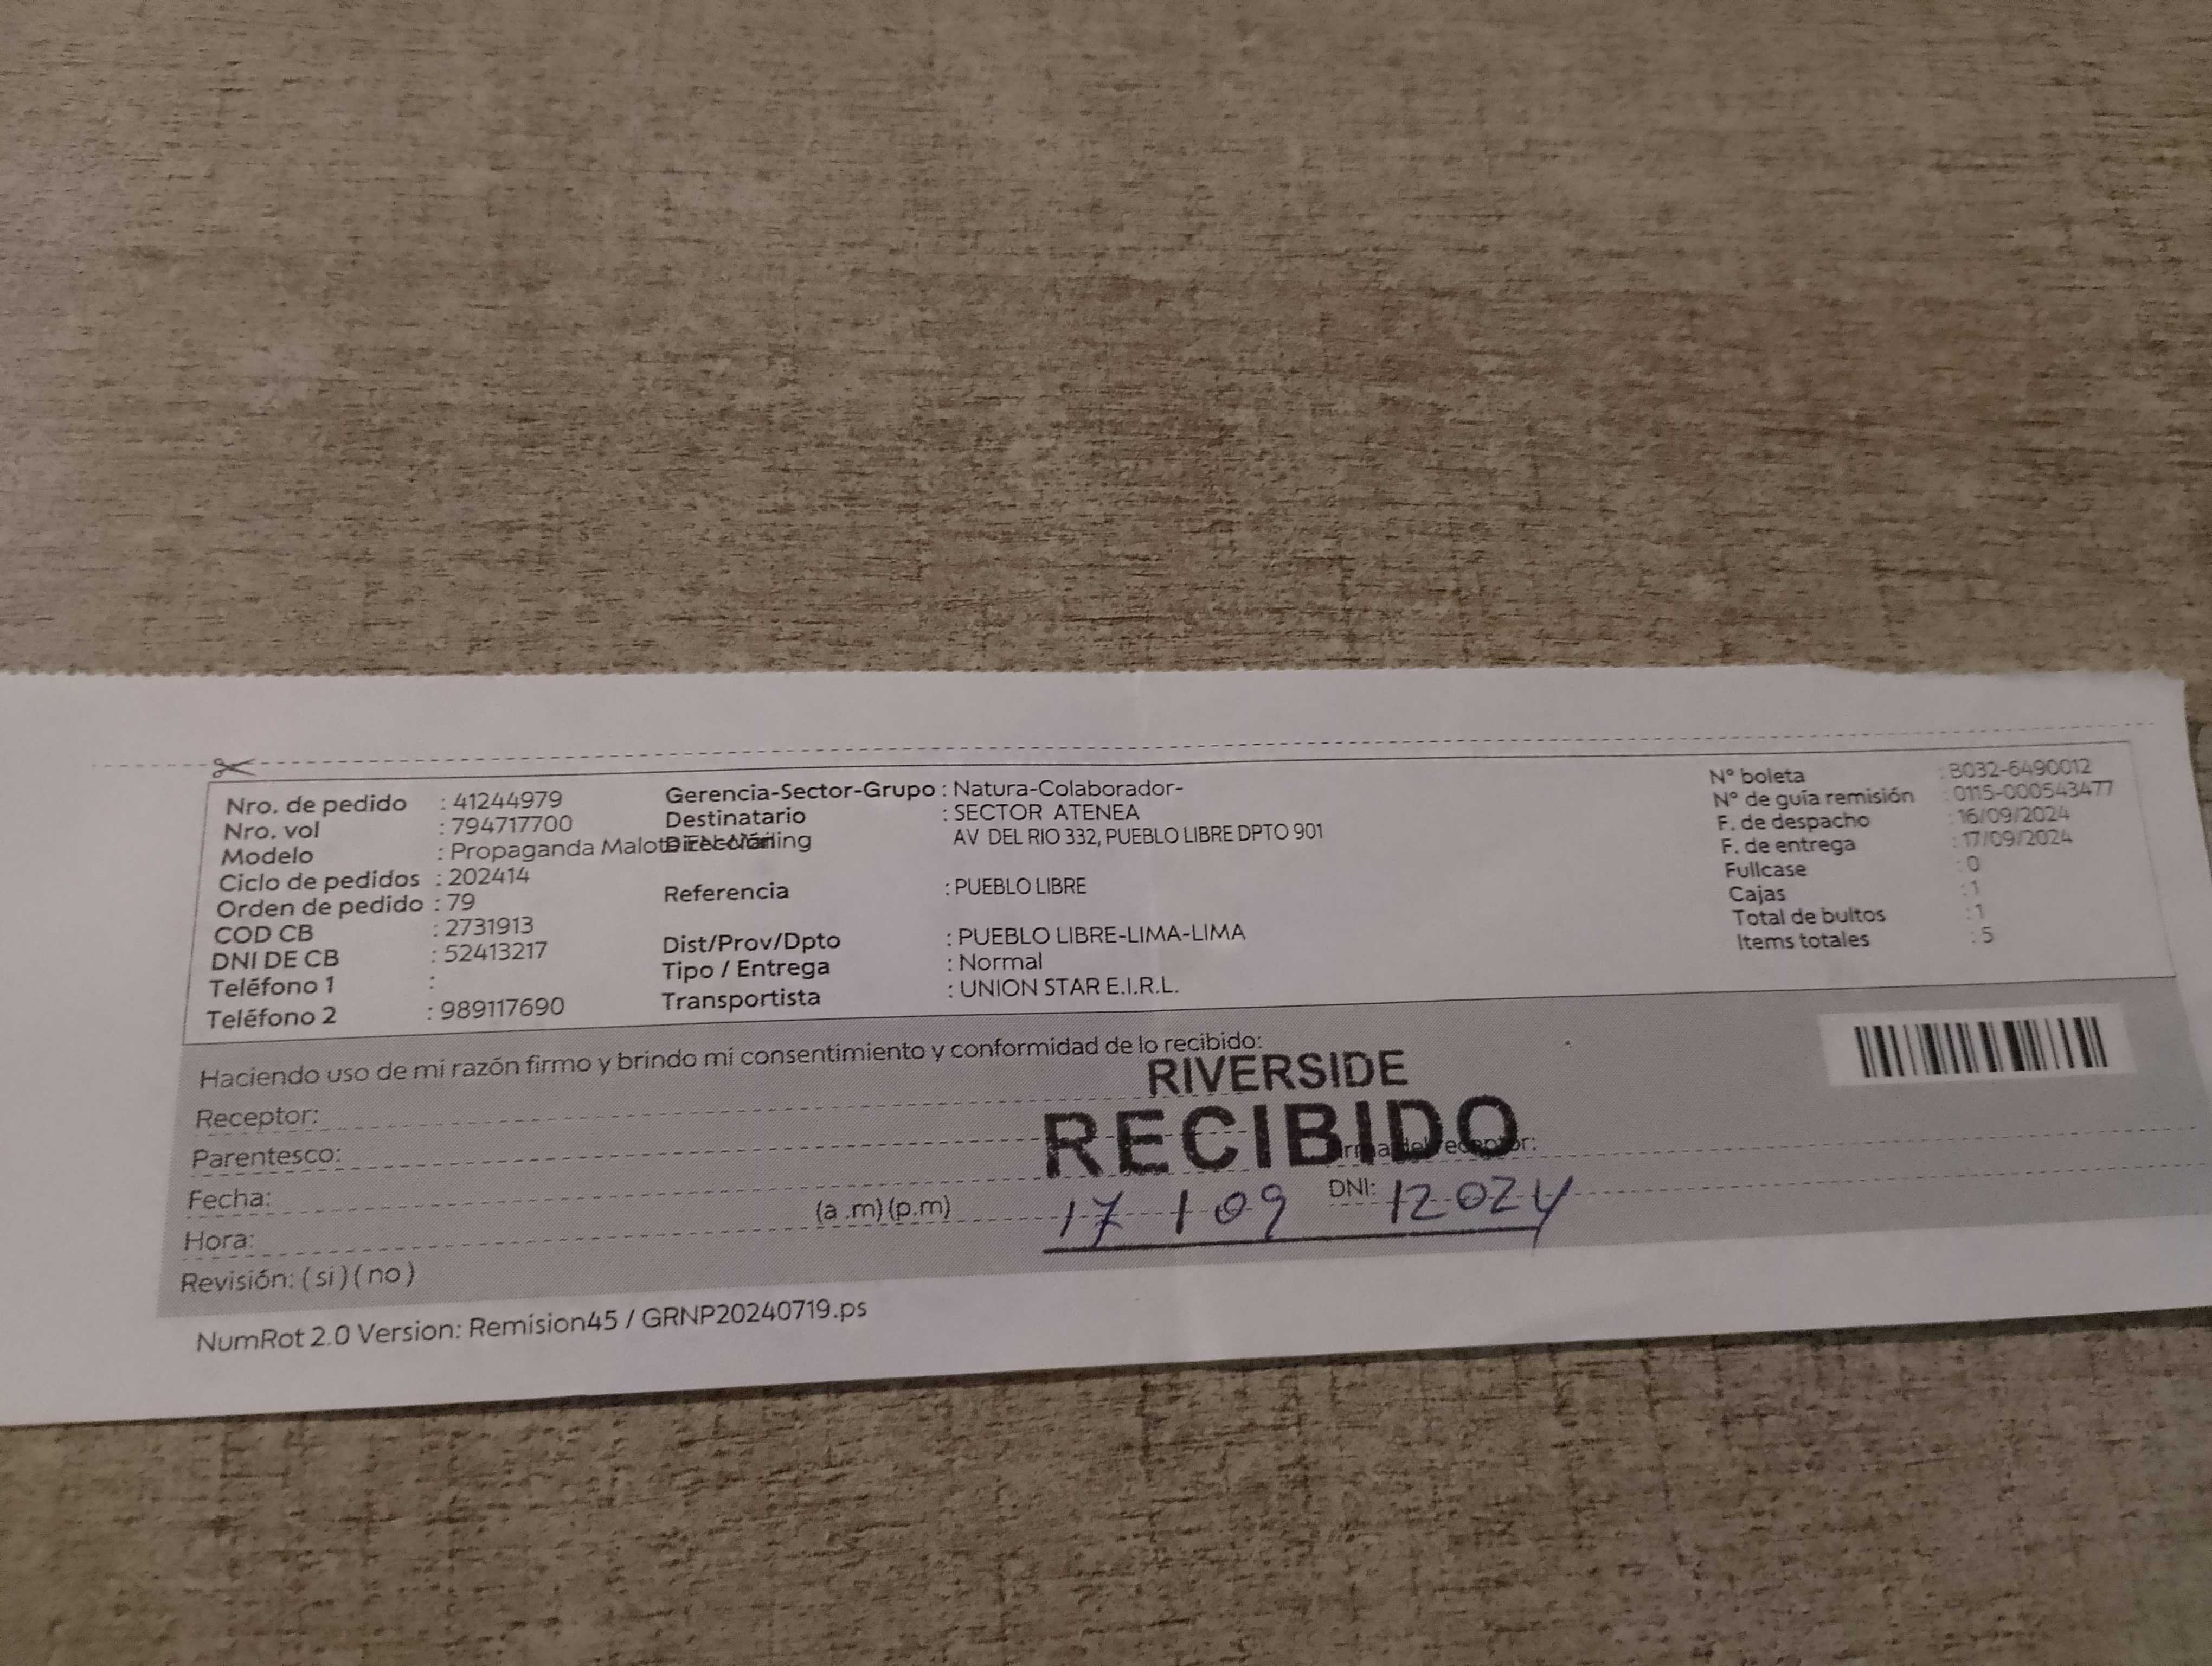 Nro. de pedido : 41244979
Nro. vol : 794717700
Modelo : Propaganda
Ciclo de pedidos : 202414
Orden de pedido : 79
COD CB : 2731913
DNI DE CB : 52413217
Teléfono 1 :
Teléfono 2 : 989117690
Gerencia-Sector-Grupo : Natura-Colaborador-
Destinatario : SECTOR ATENEA
AV DEL RIO 332, PUEBLO LIBRE DPTO 901
Referencia : PUEBLO LIBRE
Dist/Prov/Dpto : PUEBLO LIBRE-LIMA-LIMA
Tipo / Entrega : Normal
Transportista : UNION STAR E.I.R.L.
N° boleta : B032-6490012
N° de guía remisión : 0115-000543477
F. de despacho : 16/09/2024
F. de entrega : 17/09/2024
Fullcase : 0
Cajas : 1
Total de bultos : 1
Items totales : 5
Haciendo uso de mi razón firmo y brindo mi consentimiento y conformidad de lo recibido:
RIVERSIDE
RECIBIDO
Receptor:
Parentesco:
Fecha:
Hora: (a .m) (p.m)
DNI:
17 / 09 / 2024
Revisión: ( si ) ( no )
NumRot 2.0 Version: Remision45 / GRNP20240719.ps